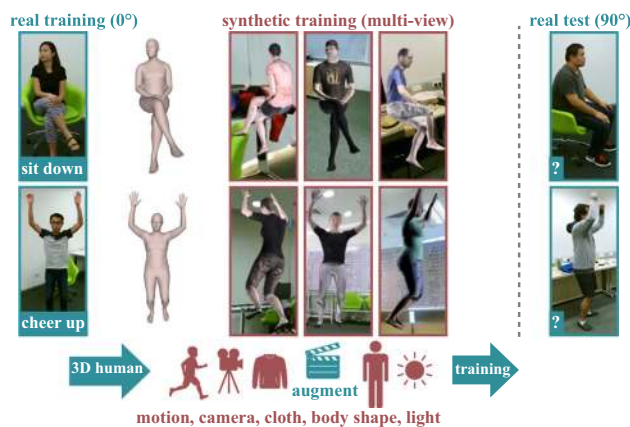 real training (0°)
synthetic training (multi-view)
real test (90°)
sit down
?
cheer up
?
3D human
augment
training
motion, camera, cloth, body shape, light